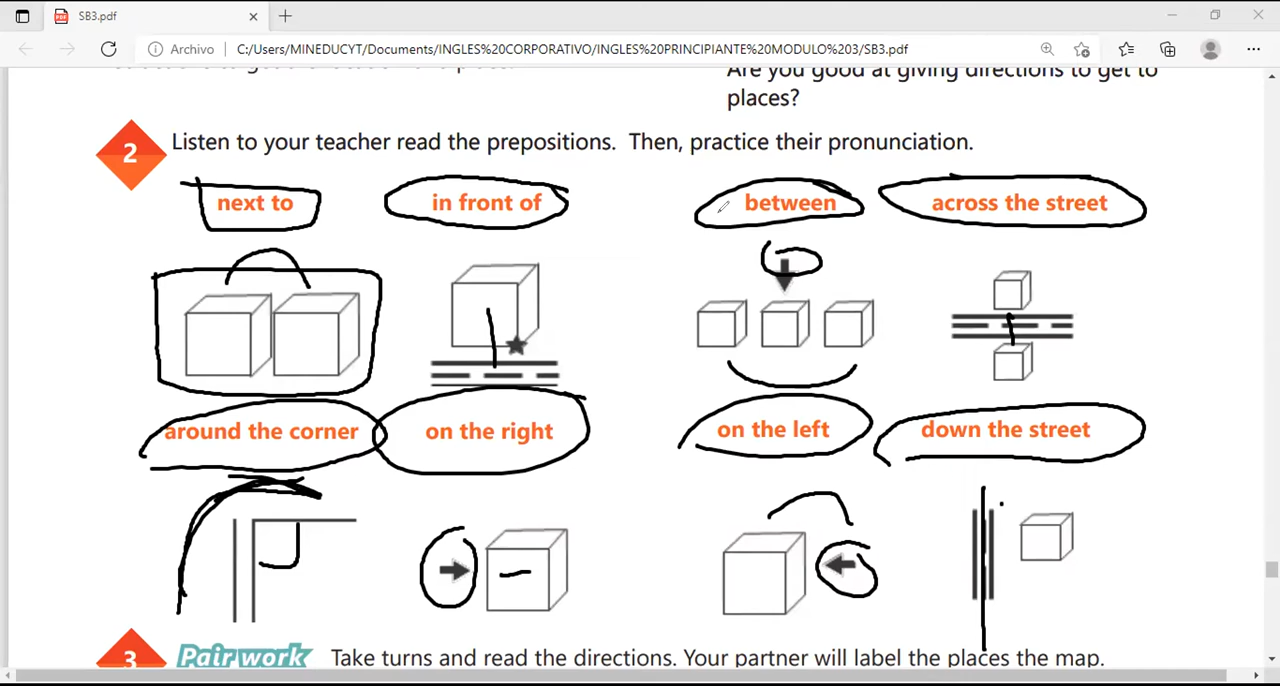 SB3.pdf
Archivo C:/Users/MINEDUCYT/Documents/INGLES%20CORPORATIVO/INGLES%20PRINCIPIANTE%20MODULO%203/SB3.pdf
Are you good at giving directions to get to
places?
2 Listen to your teacher read the prepositions. Then, practice their pronunciation.
next to in front of between across the street
around the corner on the right on the left down the street
3 Pair work Take turns and read the directions. Your partner will label the places the map.